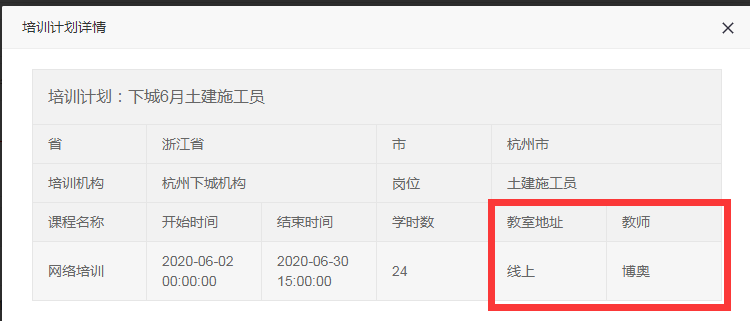 培训计划详情
培训计划：下城6月土建施工员
省 浙江省 市 杭州市
培训机构 杭州下城机构 岗位 土建施工员
课程名称 开始时间 结束时间 学时数 教室地址 教师
网络培训 2020-06-02 00:00:00 2020-06-30 15:00:00 24 线上 博奥